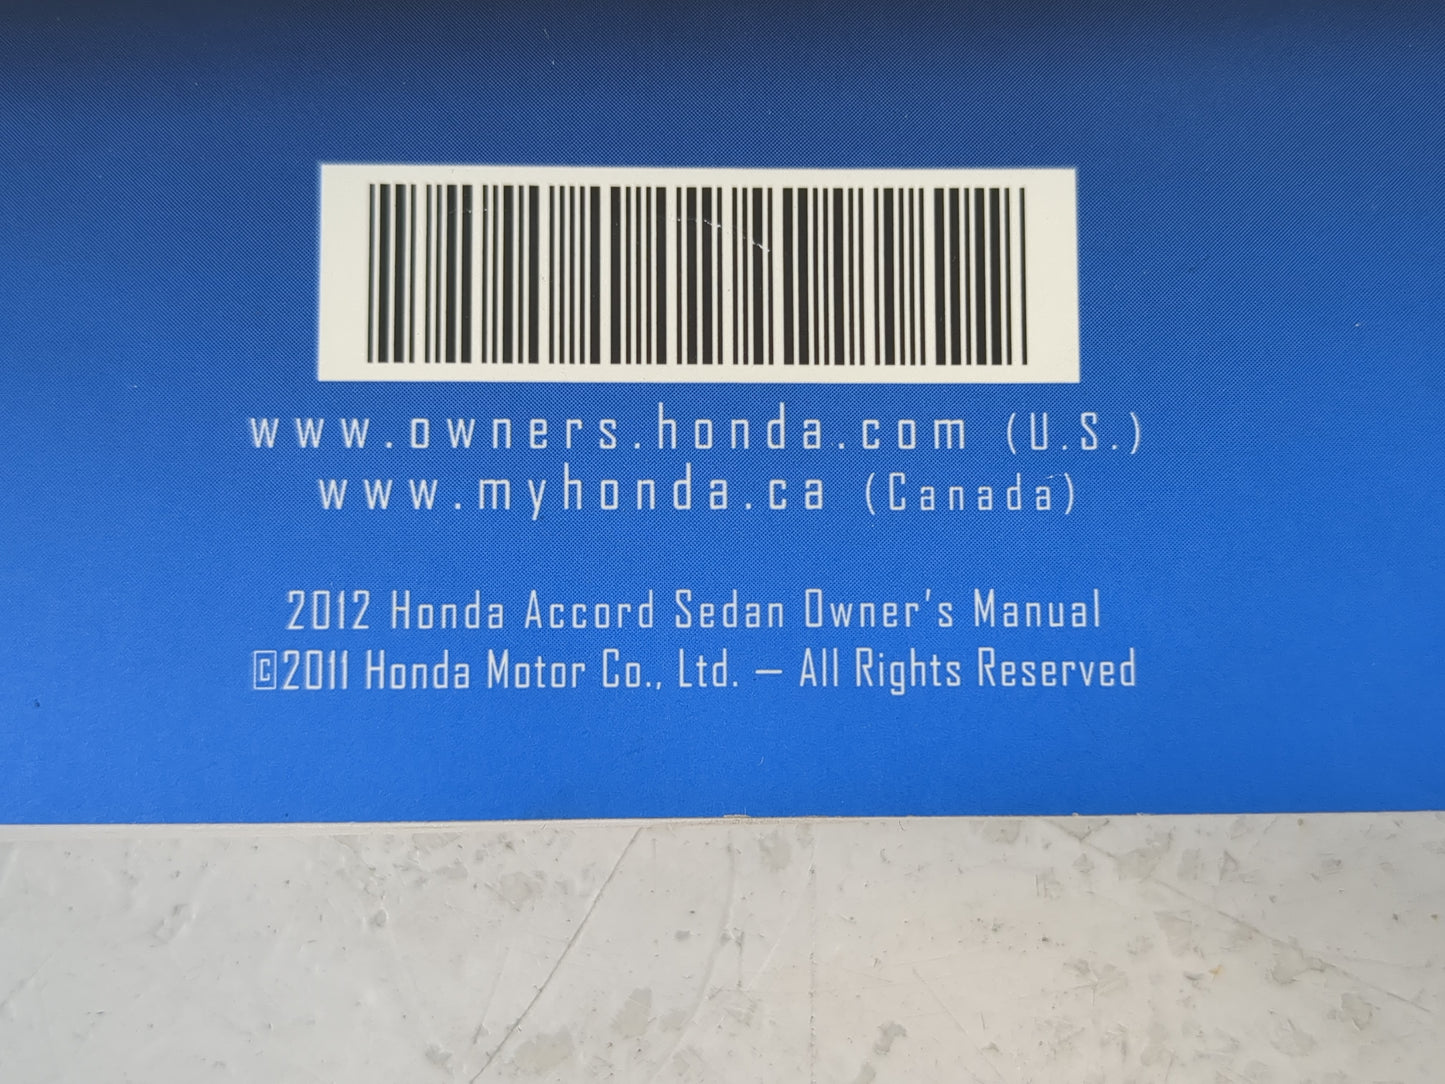 www.owners.honda.com (U.S.)
www.myhonda.ca (Canada)
2012 Honda Accord Sedan Owner's Manual
©2011 Honda Motor Co., Ltd. — All Rights Reserved